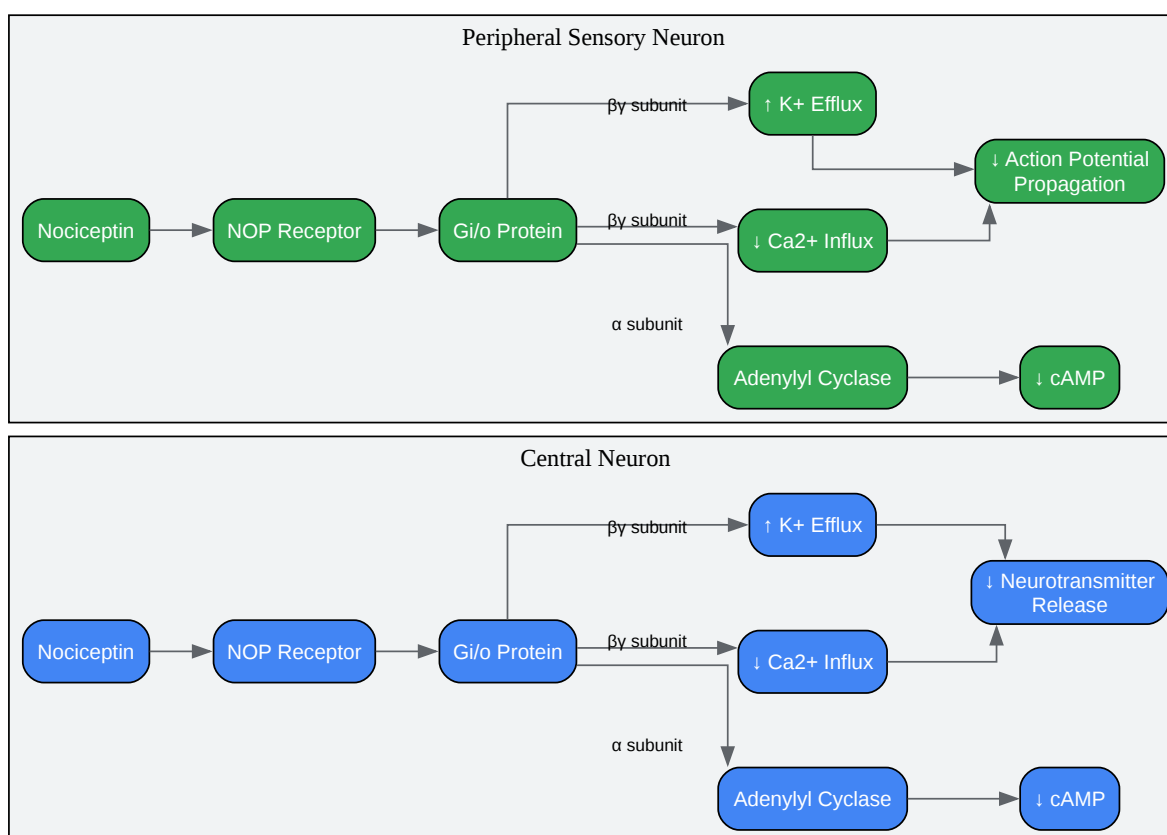 Peripheral Sensory Neuron
βγ subunit
↑ K+ Efflux
↓ Action Potential
Propagation
Nociceptin
NOP Receptor
Gi/o Protein
βγ subunit
↓ Ca2+ Influx
α subunit
Adenylyl Cyclase
↓ cAMP
Central Neuron
βγ subunit
↑ K+ Efflux
↓ Neurotransmitter
Release
Nociceptin
NOP Receptor
Gi/o Protein
βγ subunit
↓ Ca2+ Influx
α subunit
Adenylyl Cyclase
↓ cAMP